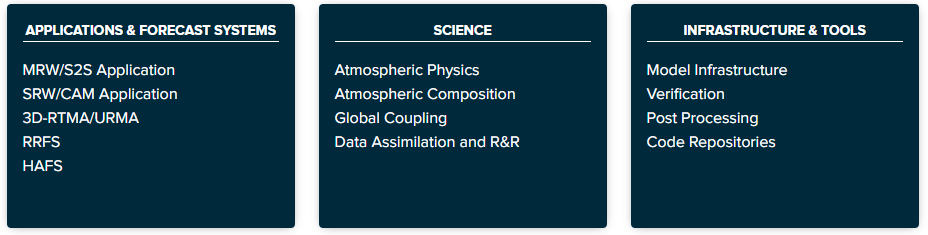 APPLICATIONS & FORECAST SYSTEMS
MRW/S2S Application
SRW/CAM Application
3D-RTMA/URMA
RRFS
HAFS
SCIENCE
Atmospheric Physics
Atmospheric Composition
Global Coupling
Data Assimilation and R&R
INFRASTRUCTURE & TOOLS
Model Infrastructure
Verification
Post Processing
Code Repositories